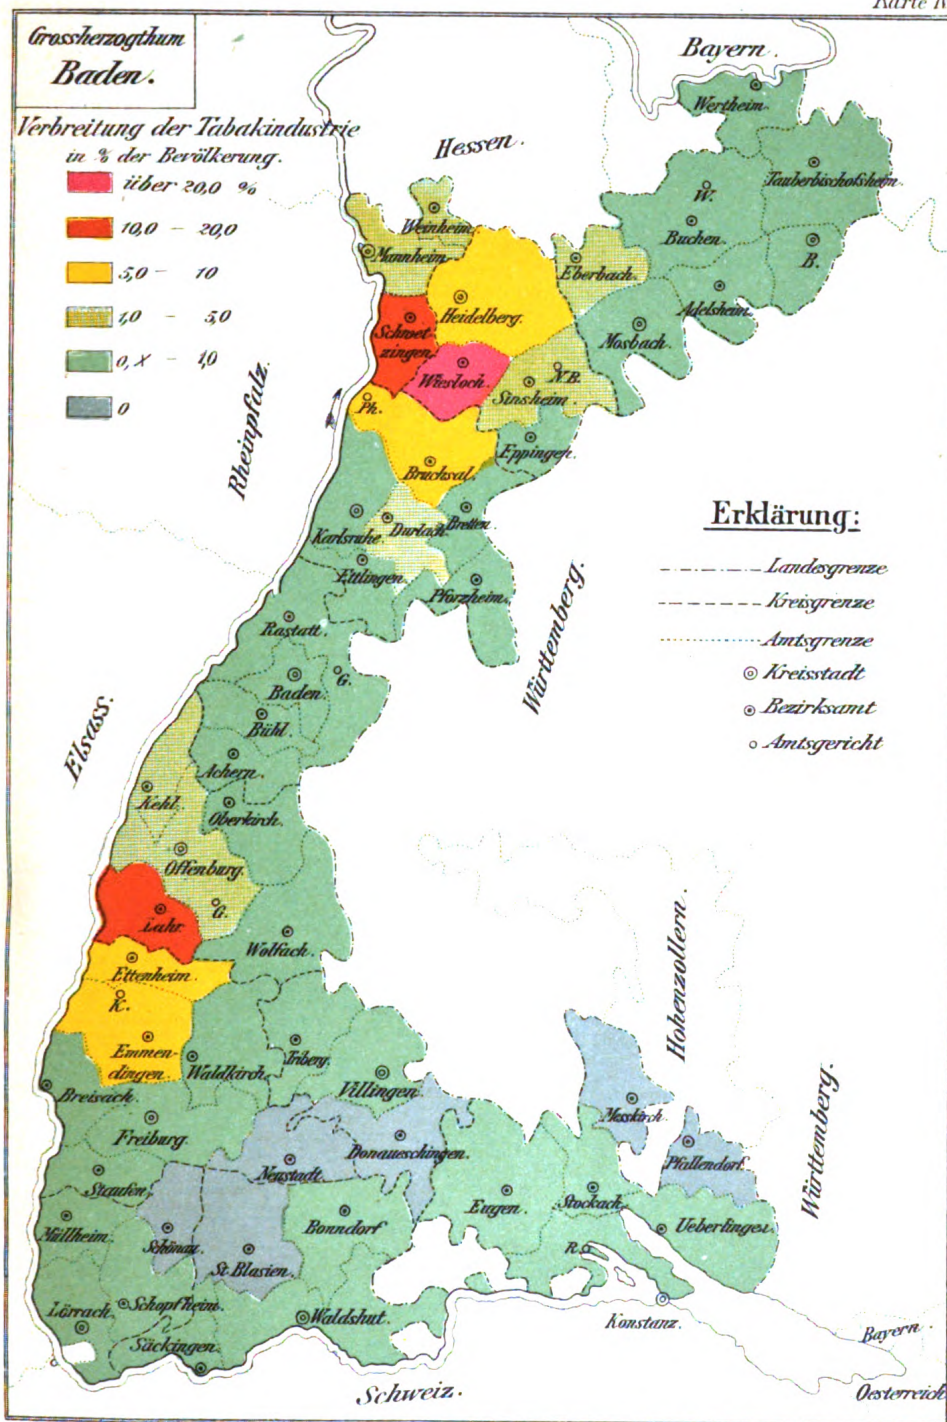 Karte
Grossherzogthum
Baden.
Verbreitung der Tabakindustrie
in % der Bevölkerung.
über 20,0 %
10,0 – 20,0
5,0 – 10
1,0 – 5,0
0,x – 1,0
0
Bayern.
Hessen.
Wertheim.
Tauberbischofsheim.
W.
Buchen.
B.
Weinheim.
Mannheim.
Eberbach.
Adelsheim.
Heidelberg.
Mosbach.
Schwet-
zingen.
Wiesloch.
N.B.
Sinsheim.
Rheinpfalz.
Ph.
Eppingen.
Bruchsal.
Erklärung:
Landesgrenze
Kreisgrenze
Amtsgrenze
Kreisstadt
Bezirksamt
Amtsgericht
Karlsruhe.
Durlach.
Bretten.
Ettlingen.
Pforzheim.
Württemberg.
Rastatt.
Baden.
G.
Bühl.
Elsass.
Achern.
Kehl.
Oberkirch.
Offenburg.
G.
Lahr.
Wolfach.
Hohenzollern.
Ettenheim.
K.
Emmen-
dingen.
Waldkirch.
Triberg.
Villingen.
Württemberg.
Breisach.
Freiburg.
Messkirch.
Donaueschingen.
Neustadt.
Pfullendorf.
Staufen.
Müllheim.
Schönau.
St. Blasien.
Bonndorf
Eugen.
Stockach.
Ueberlingen.
R.
Lörrach.
Schopfheim.
Waldshut.
Konstanz.
Säckingen.
Bayern.
Schweiz.
Oesterreich